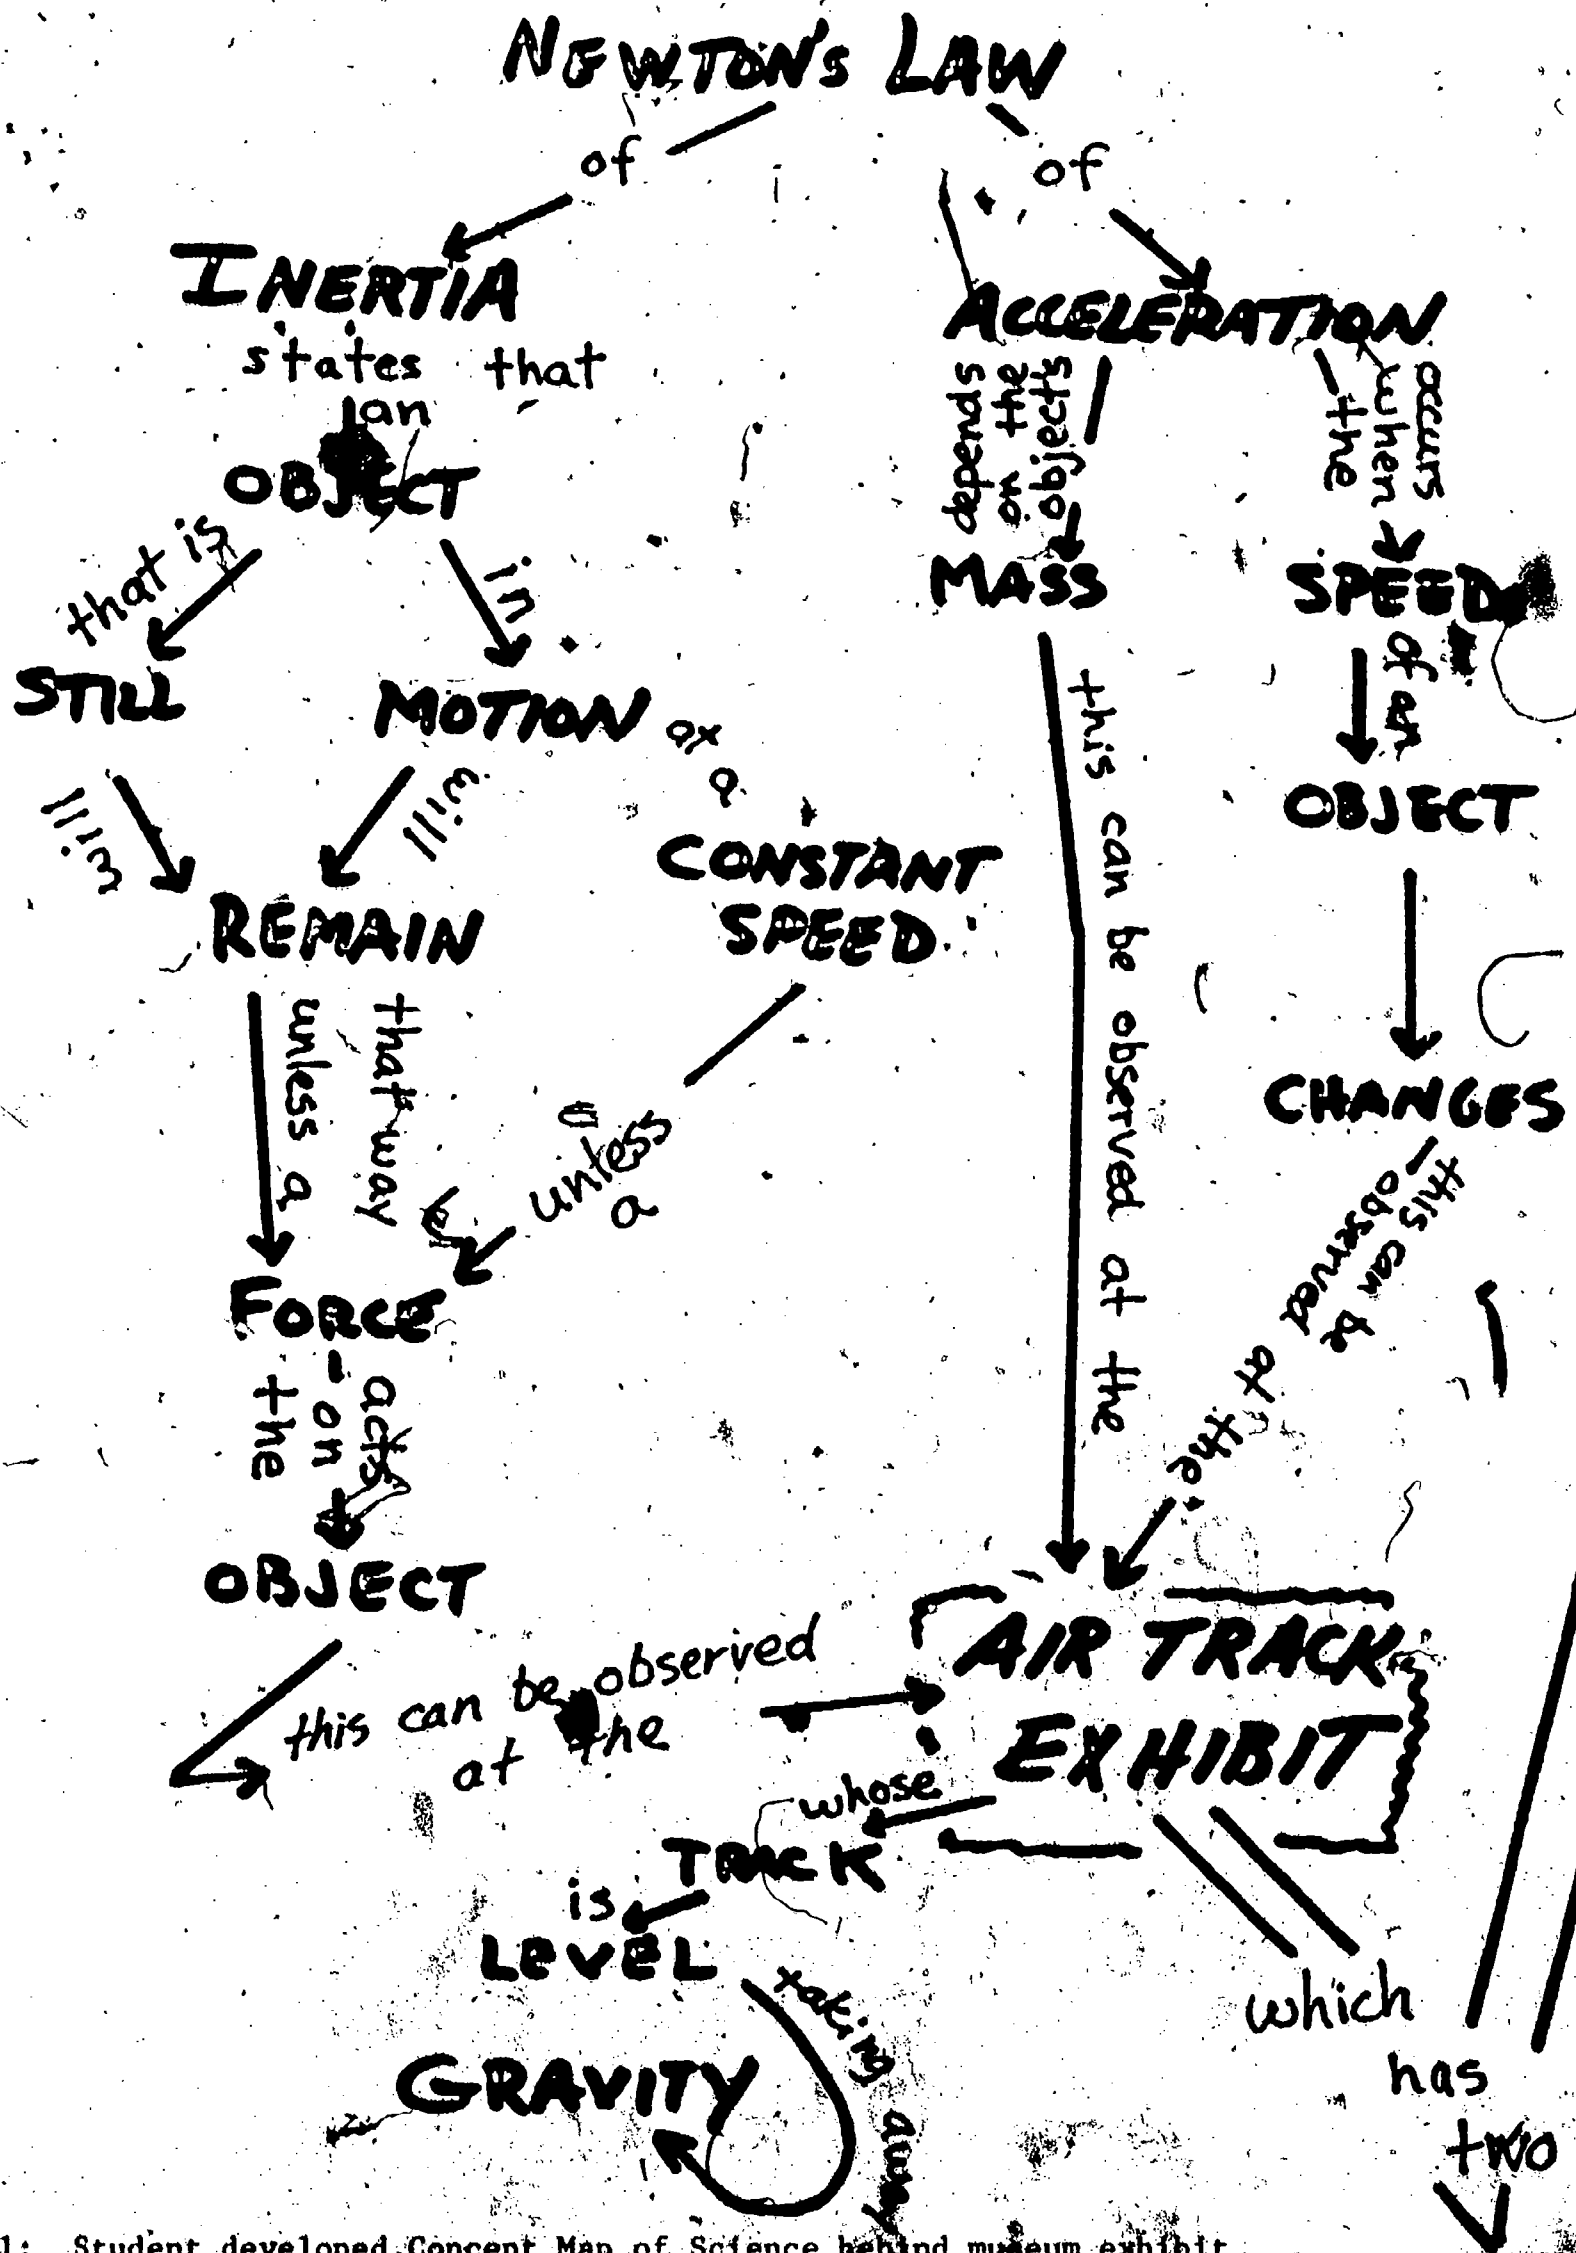 NEWTON'S LAW
of
of
INERTIA
ACCELERATION
states that
an
OBJECT
depends
on the
objects
occurs
when
the
that is
in
MASS
SPEED
STILL
MOTION
at
a
of an
will
will
CONSTANT
SPEED
OBJECT
REMAIN
this can be observed at the
that way
unless a
unless
a
CHANGES
this can be
observed
at the
FORCE
acts
on
the
OBJECT
this can be observed
at the
AIR TRACK
EXHIBIT
whose
TRACK
is
LEVEL
taking away
GRAVITY
which
has
two
1: Student developed Concept Map of Science behind museum exhibit